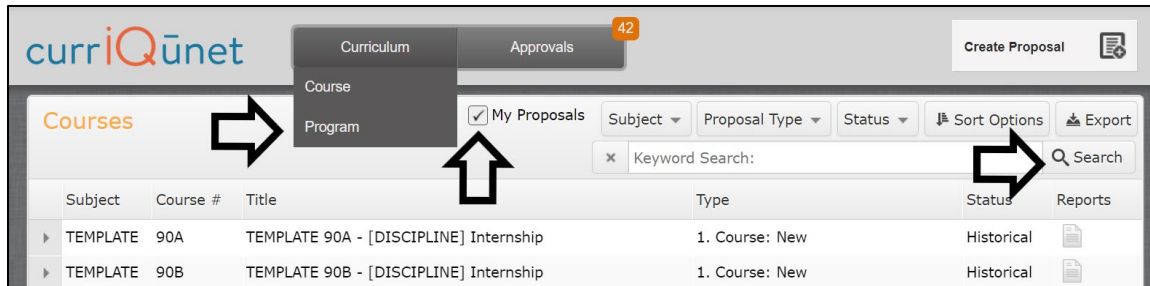 currIQūnet
Curriculum Approvals 42
Create Proposal
Course
Program
Courses
My Proposals Subject Proposal Type Status Sort Options Export
Keyword Search: Search
Subject Course # Title Type Status Reports
TEMPLATE 90A TEMPLATE 90A - [DISCIPLINE] Internship 1. Course: New Historical
TEMPLATE 90B TEMPLATE 90B - [DISCIPLINE] Internship 1. Course: New Historical